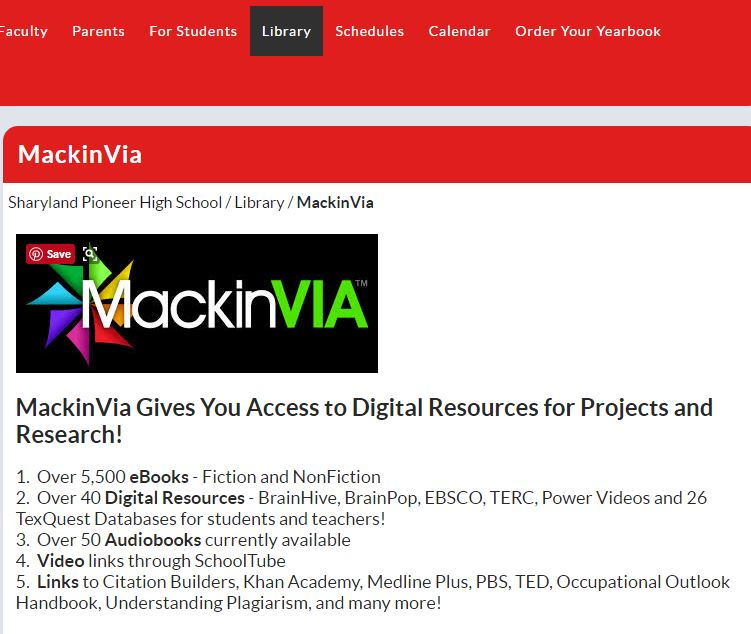 Faculty Parents For Students Library Schedules Calendar Order Your Yearbook
MackinVia
Sharyland Pioneer High School / Library / MackinVia
Save
MackinVIA™
MackinVia Gives You Access to Digital Resources for Projects and
Research!
1. Over 5,500 eBooks - Fiction and NonFiction
2. Over 40 Digital Resources - BrainHive, BrainPop, EBSCO, TERC, Power Videos and 26
TexQuest Databases for students and teachers!
3. Over 50 Audiobooks currently available
4. Video links through SchoolTube
5. Links to Citation Builders, Khan Academy, Medline Plus, PBS, TED, Occupational Outlook
Handbook, Understanding Plagiarism, and many more!